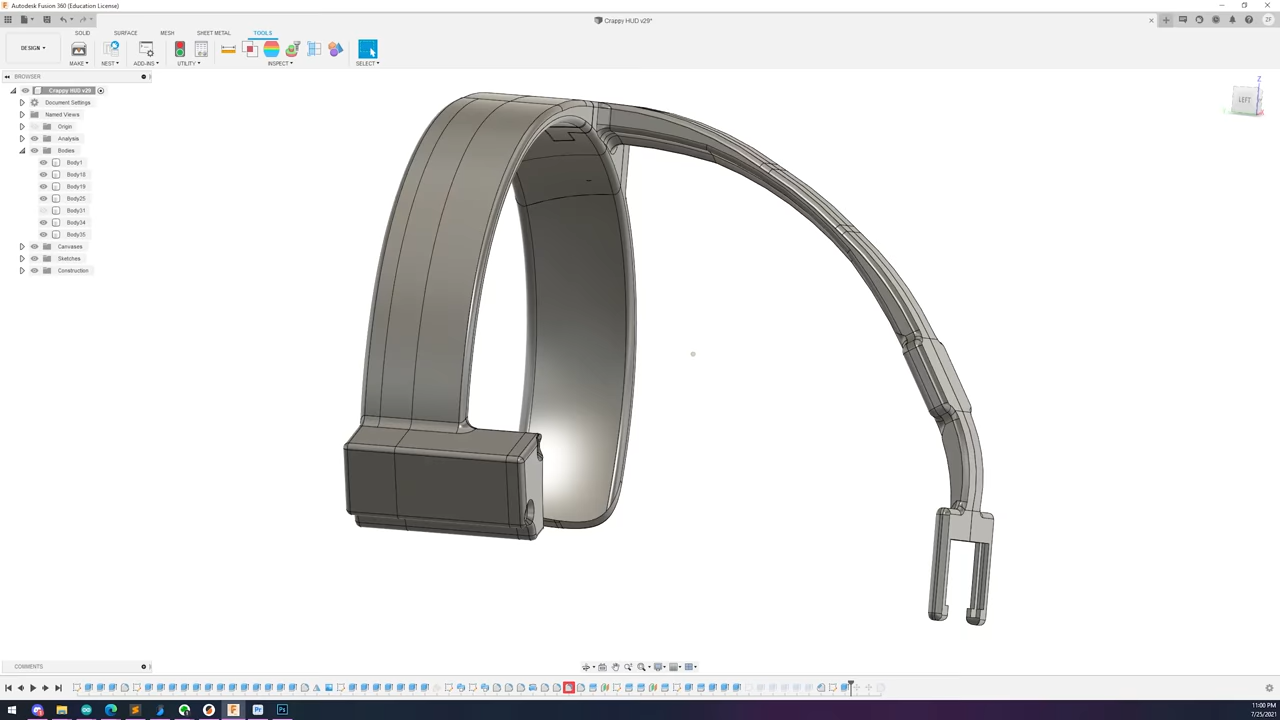 Autodesk Fusion 360 (Education License)
Crappy HUD v29*
ZF
DESIGN
SOLID
SURFACE
MESH
SHEET METAL
TOOLS
MAKE
NEST
ADD-INS
UTILITY
INSPECT
SELECT
BROWSER
Crappy HUD v29
Document Settings
Named Views
Origin
Analysis
Bodies
Body1
Body18
Body19
Body25
Body31
Body34
Body35
Canvases
Sketches
Construction
Z
LEFT
COMMENTS
11:00 PM
7/25/2021